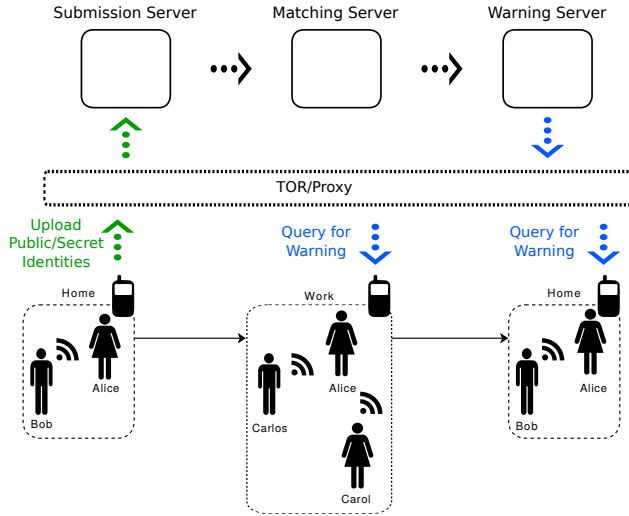 Submission Server
Matching Server
Warning Server
TOR/Proxy
Upload
Public/Secret
Identities
Query for
Warning
Query for
Warning
Home
Work
Home
Alice
Bob
Alice
Carlos
Carol
Alice
Bob